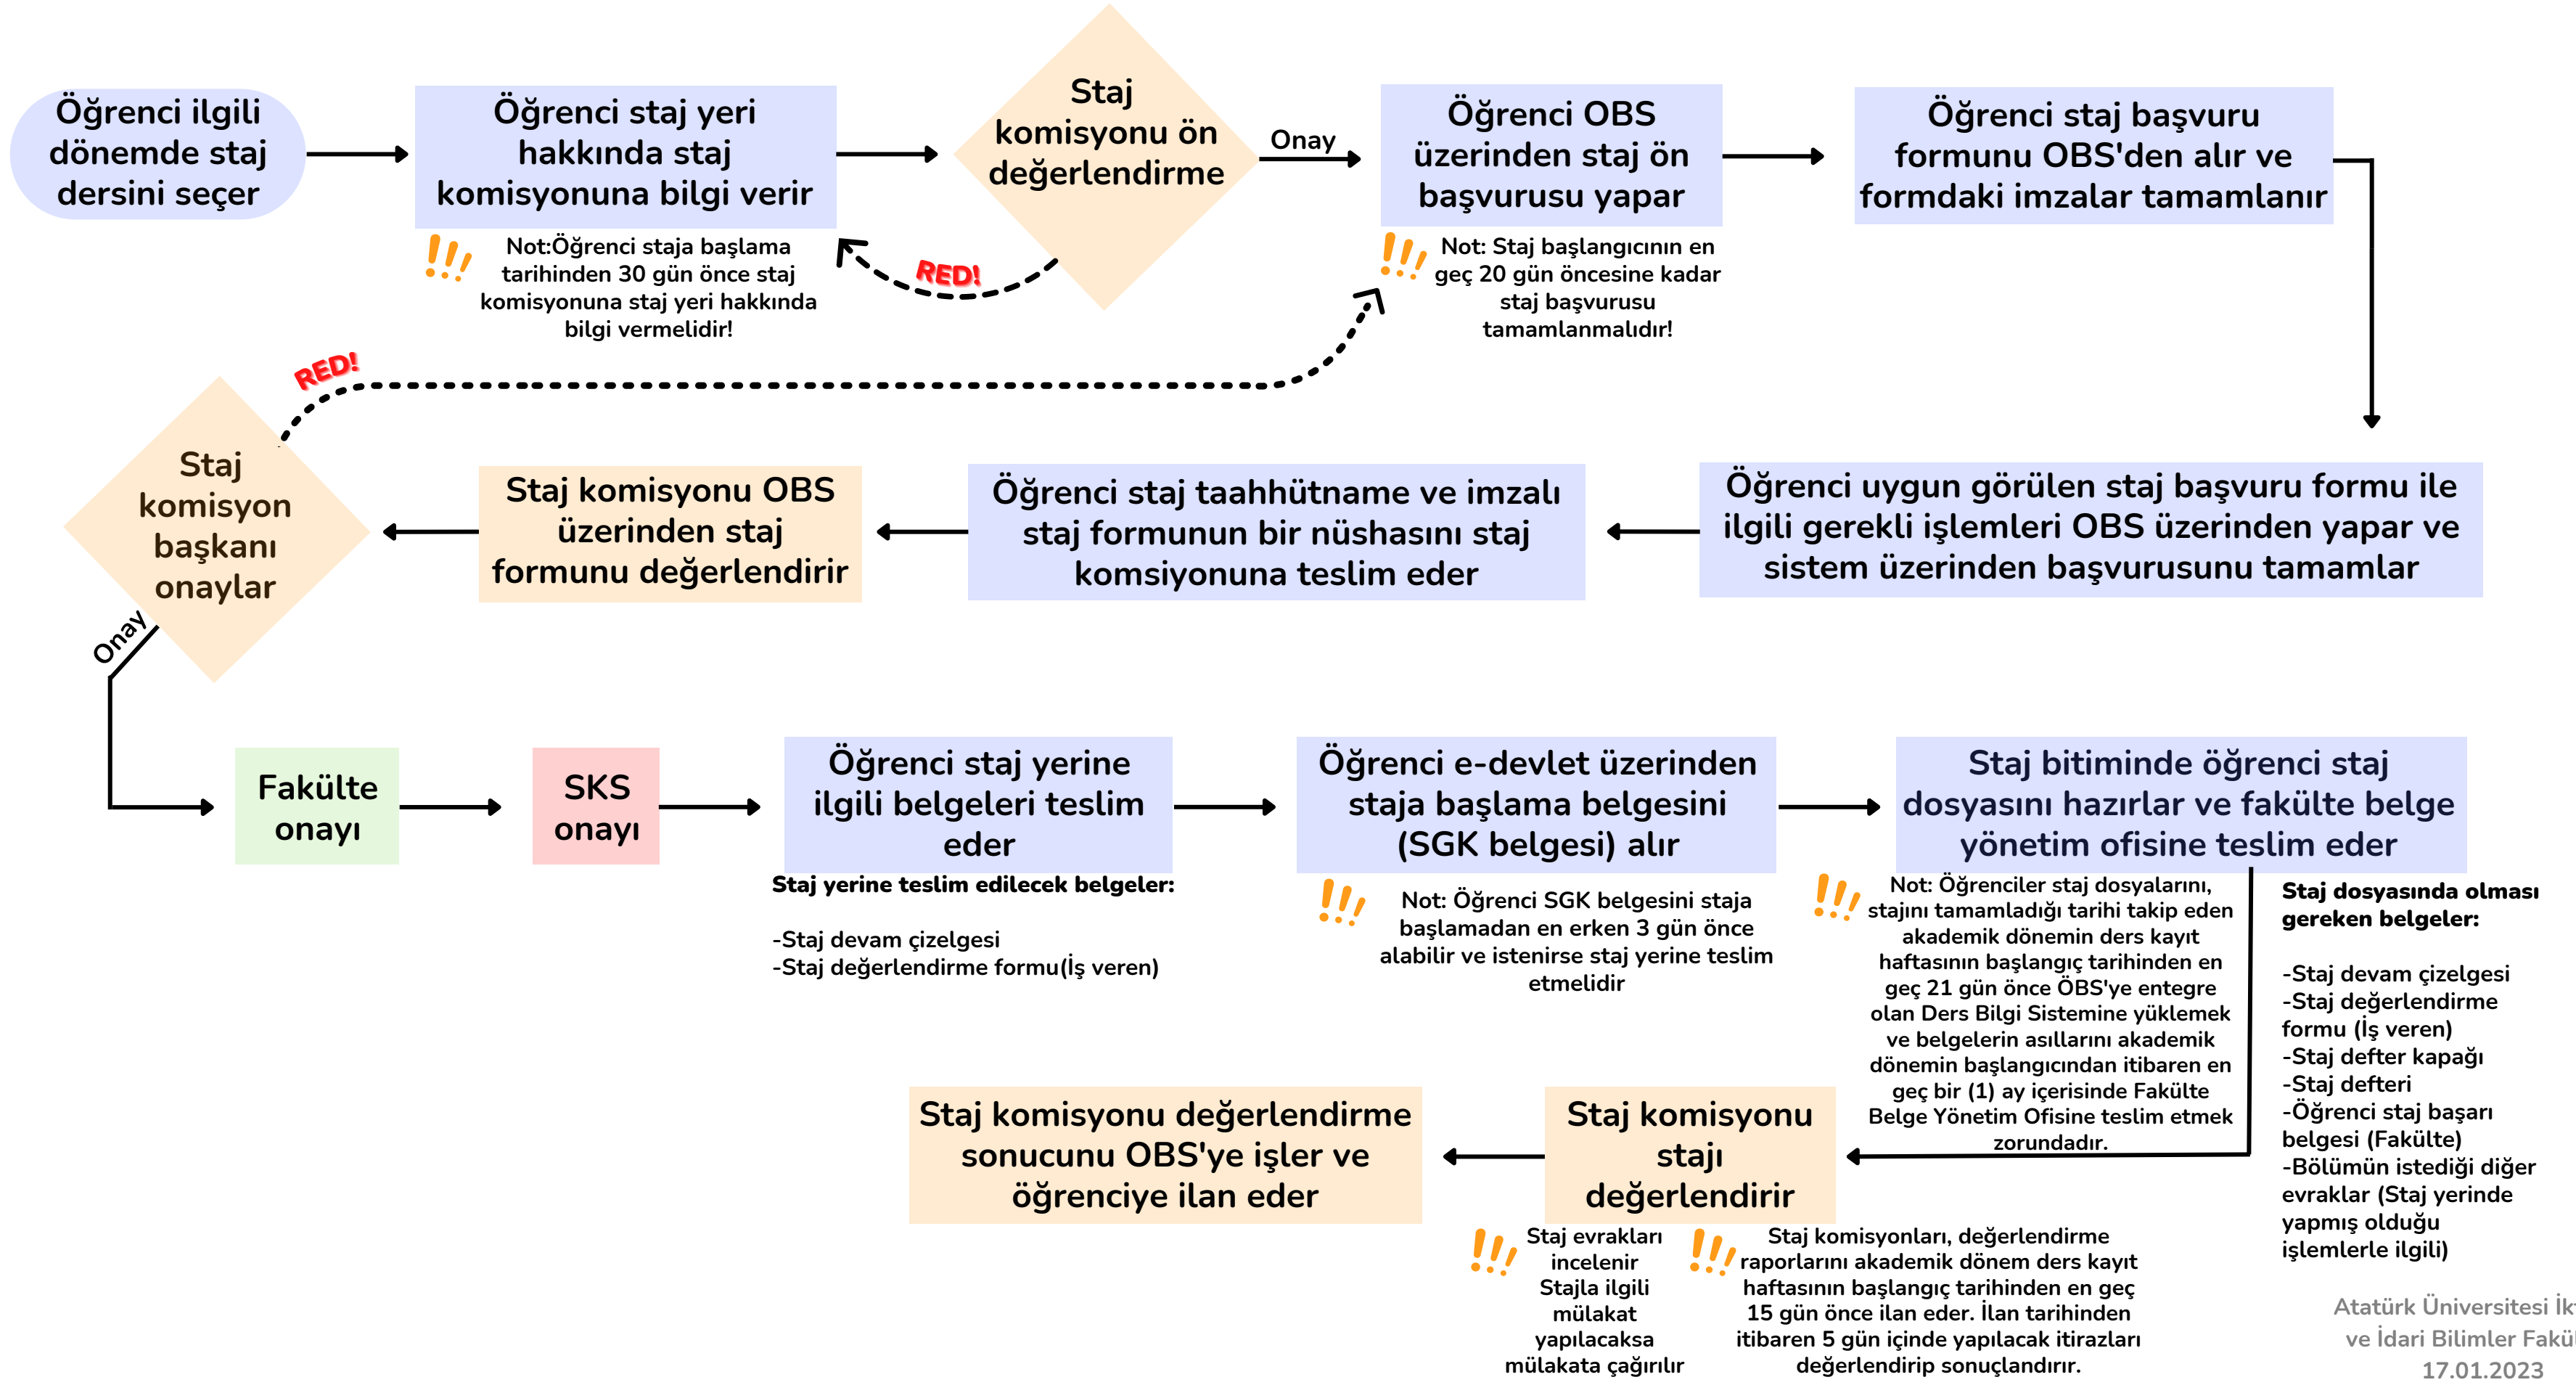 Öğrenci ilgili
dönemde staj
dersini seçer
Öğrenci staj yeri
hakkında staj
komisyonuna bilgi verir
Not:Öğrenci staja başlama
tarihinden 30 gün önce staj
komisyonuna staj yeri hakkında
bilgi vermelidir!
Staj
komisyonu ön
değerlendirme
RED!
Onay
Öğrenci OBS
üzerinden staj ön
başvurusu yapar
Not: Staj başlangıcının en
geç 20 gün öncesine kadar
staj başvurusu
tamamlanmalıdır!
Öğrenci staj başvuru
formunu OBS'den alır ve
formdaki imzalar tamamlanır
Öğrenci uygun görülen staj başvuru formu ile
ilgili gerekli işlemleri OBS üzerinden yapar ve
sistem üzerinden başvurusunu tamamlar
Öğrenci staj taahhütname ve imzalı
staj formunun bir nüshasını staj
komsiyonuna teslim eder
Staj komisyonu OBS
üzerinden staj
formunu değerlendirir
Staj
komisyon
başkanı
onaylar
RED!
Onay
Fakülte
onayı
SKS
onayı
Öğrenci staj yerine
ilgili belgeleri teslim
eder
Staj yerine teslim edilecek belgeler:
-Staj devam çizelgesi
-Staj değerlendirme formu(İş veren)
Öğrenci e-devlet üzerinden
staja başlama belgesini
(SGK belgesi) alır
Not: Öğrenci SGK belgesini staja
başlamadan en erken 3 gün önce
alabilir ve istenirse staj yerine teslim
etmelidir
Staj bitiminde öğrenci staj
dosyasını hazırlar ve fakülte belge
yönetim ofisine teslim eder
Not: Öğrenciler staj dosyalarını,
stajını tamamladığı tarihi takip eden
akademik dönemin ders kayıt
haftasının başlangıç tarihinden en
geç 21 gün önce ÖBS'ye entegre
olan Ders Bilgi Sistemine yüklemek
ve belgelerin asıllarını akademik
dönemin başlangıcından itibaren en
geç bir (1) ay içerisinde Fakülte
Belge Yönetim Ofisine teslim etmek
zorundadır.
Staj dosyasında olması
gereken belgeler:
-Staj devam çizelgesi
-Staj değerlendirme
formu (İş veren)
-Staj defter kapağı
-Staj defteri
-Öğrenci staj başarı
belgesi (Fakülte)
-Bölümün istediği diğer
evraklar (Staj yerinde
yapmış olduğu
işlemlerle ilgili)
Staj komisyonu
stajı
değerlendirir
Staj evrakları
incelenir
Stajla ilgili
mülakat
yapılacaksa
mülakata çağırılır
Staj komisyonları, değerlendirme
raporlarını akademik dönem ders kayıt
haftasının başlangıç tarihinden en geç
15 gün önce ilan eder. İlan tarihinden
itibaren 5 gün içinde yapılacak itirazları
değerlendirip sonuçlandırır.
Staj komisyonu değerlendirme
sonucunu OBS'ye işler ve
öğrenciye ilan eder
Atatürk Üniversitesi
ve İdari Bilimler
17.01.2023